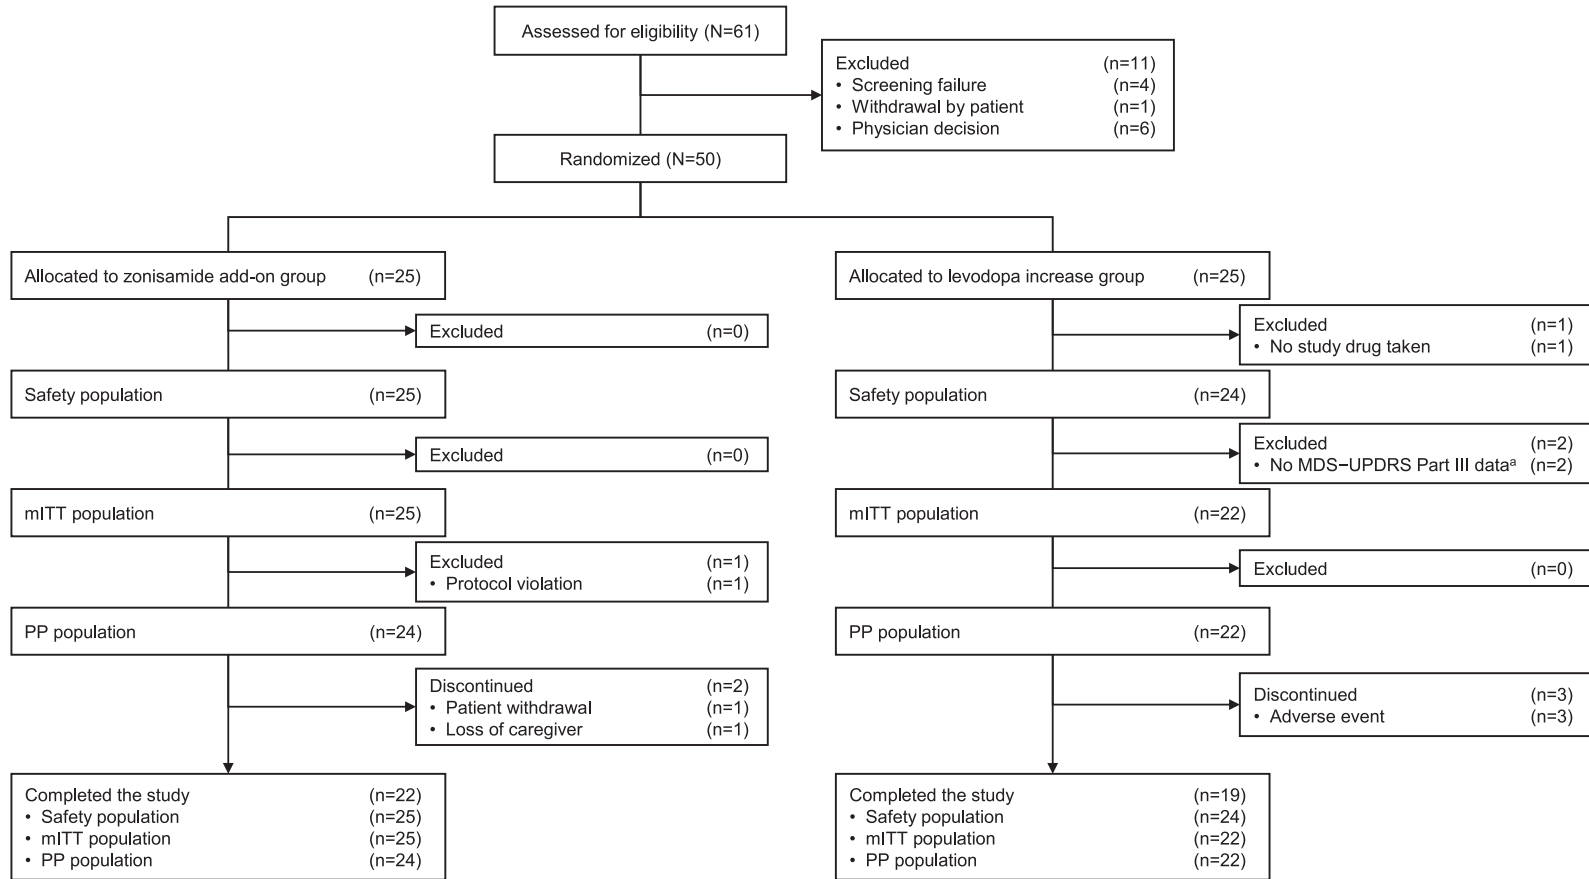 Assessed for eligibility (N=61)
Excluded (n=11)
• Screening failure (n=4)
• Withdrawal by patient (n=1)
• Physician decision (n=6)
Randomized (N=50)
Allocated to zonisamide add-on group (n=25)
Excluded (n=0)
Safety population (n=25)
Excluded (n=0)
mITT population (n=25)
Excluded (n=1)
• Protocol violation (n=1)
PP population (n=24)
Discontinued (n=2)
• Patient withdrawal (n=1)
• Loss of caregiver (n=1)
Completed the study (n=22)
• Safety population (n=25)
• mITT population (n=25)
• PP population (n=24)
Allocated to levodopa increase group (n=25)
Excluded (n=1)
• No study drug taken (n=1)
Safety population (n=24)
Excluded (n=2)
• No MDS−UPDRS Part III dataᵃ (n=2)
mITT population (n=22)
Excluded (n=0)
PP population (n=22)
Discontinued (n=3)
• Adverse event (n=3)
Completed the study (n=19)
• Safety population (n=24)
• mITT population (n=22)
• PP population (n=22)